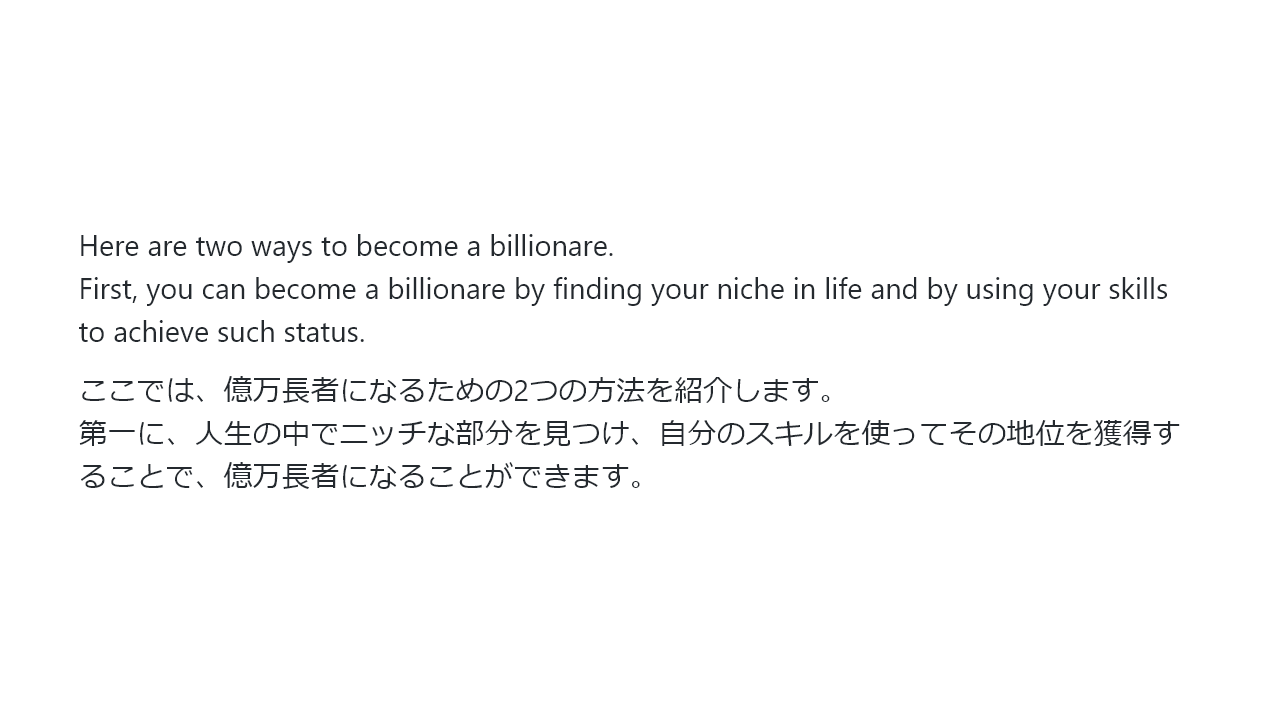 Here are two ways to become a billionare.
First, you can become a billionare by finding your niche in life and by using your skills
to achieve such status.
ここでは、億万長者になるための2つの方法を紹介します。
第一に、人生の中でニッチな部分を見つけ、自分のスキルを使ってその地位を獲得す
ることで、億万長者になることができます。